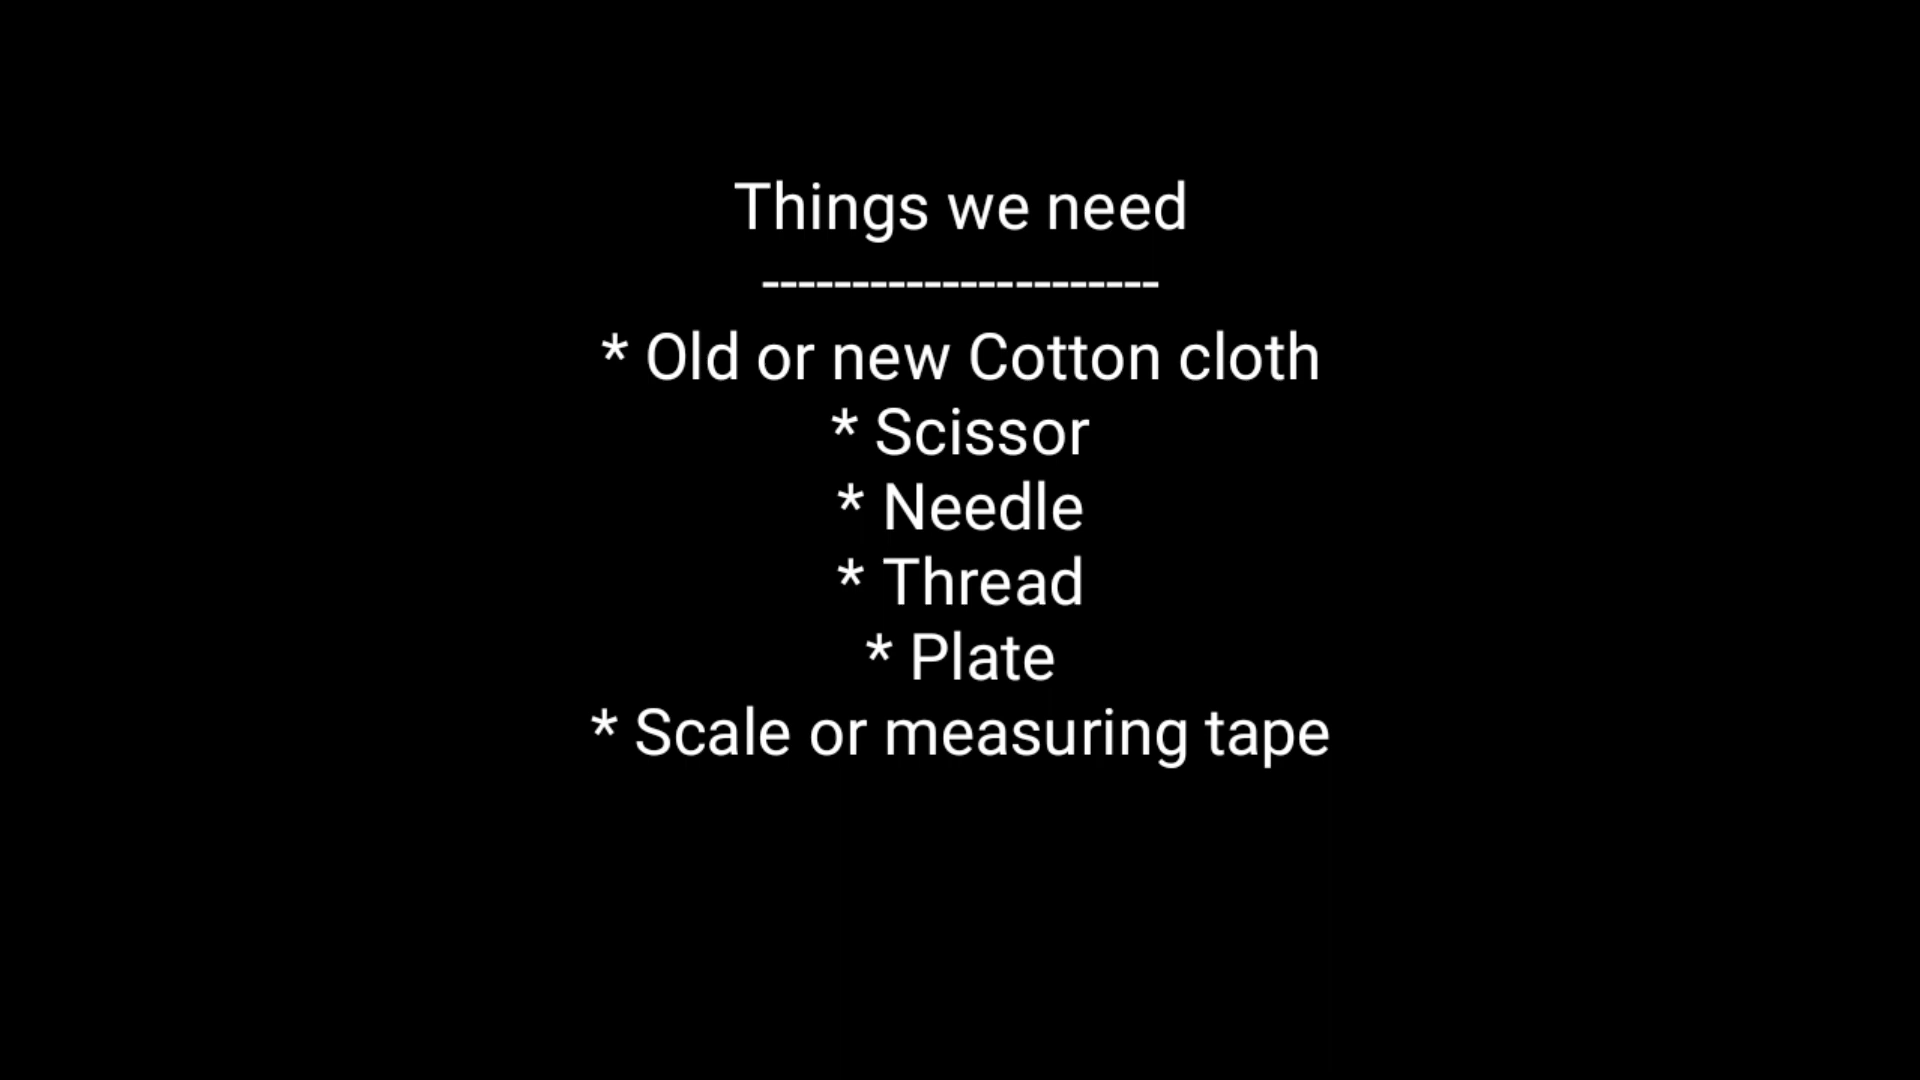 Things we need
----------------------
* Old or new Cotton cloth
* Scissor
* Needle
* Thread
* Plate
* Scale or measuring tape